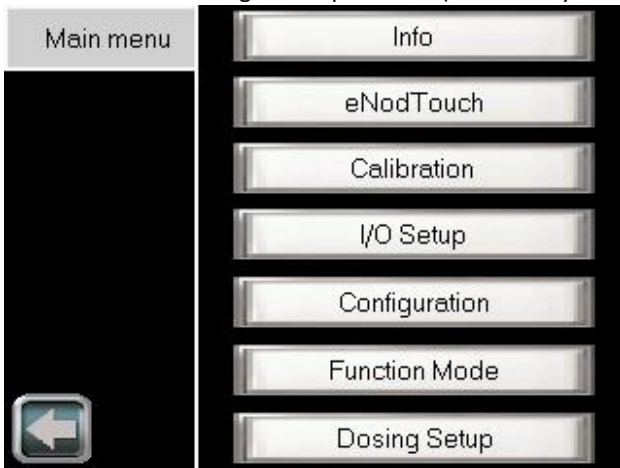 Main menu
Info
eNodTouch
Calibration
I/O Setup
Configuration
Function Mode
Dosing Setup